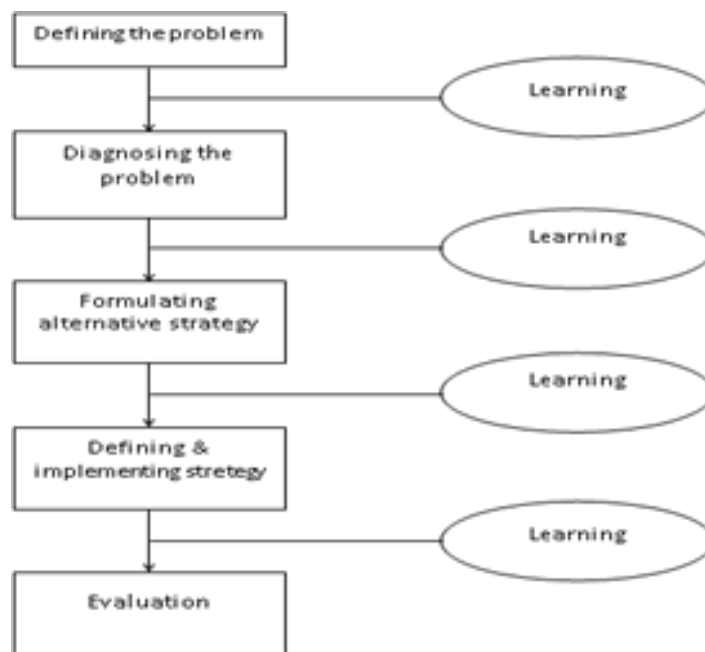 Defining the problem
Learning
Diagnosing the
problem
Learning
Formulating
alternative strategy
Learning
Defining &
implementing stretegy
Learning
Evaluation